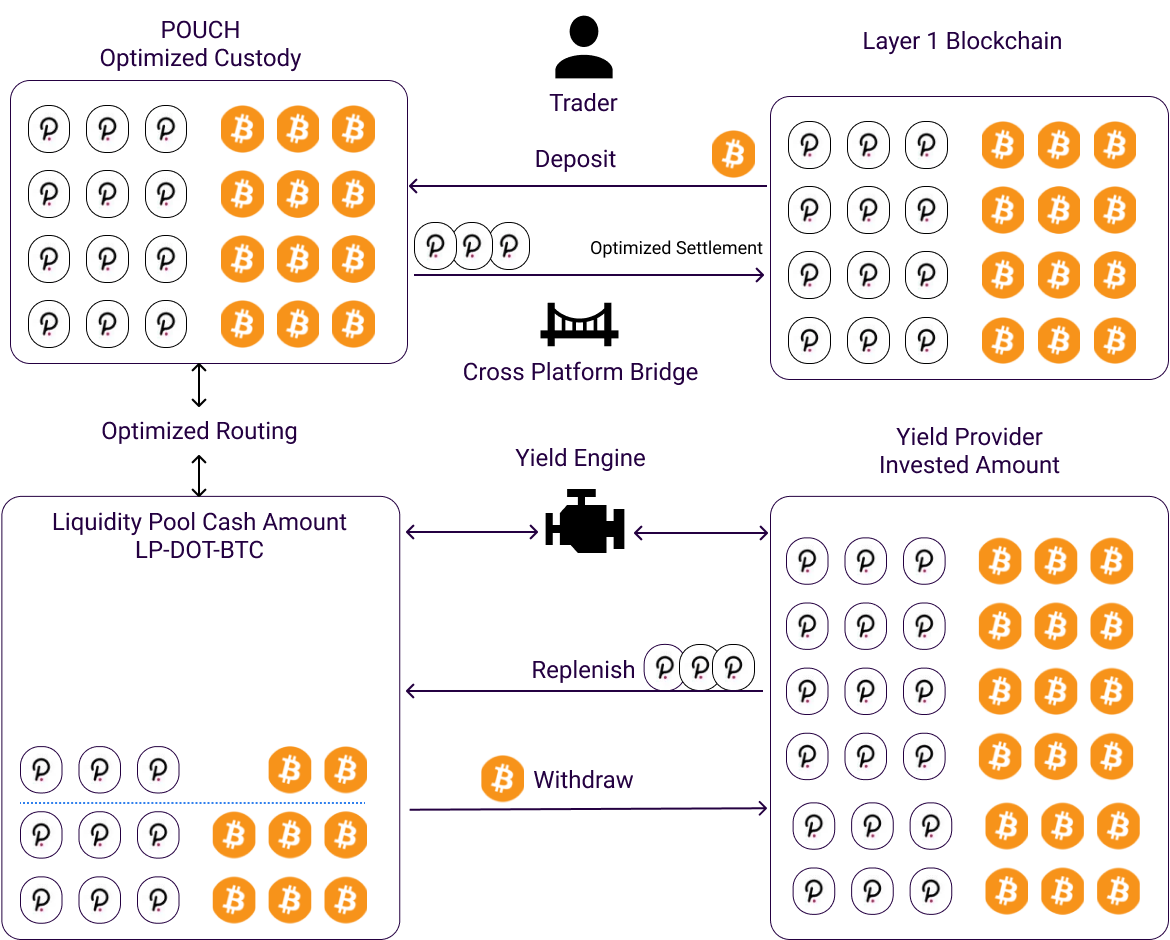 POUCH
Optimized Custody
Trader
Layer 1 Blockchain
Deposit
Optimized Settlement
Cross Platform Bridge
Optimized Routing
Yield Engine
Yield Provider
Invested Amount
Liquidity Pool Cash Amount
LP-DOT-BTC
Replenish
Withdraw